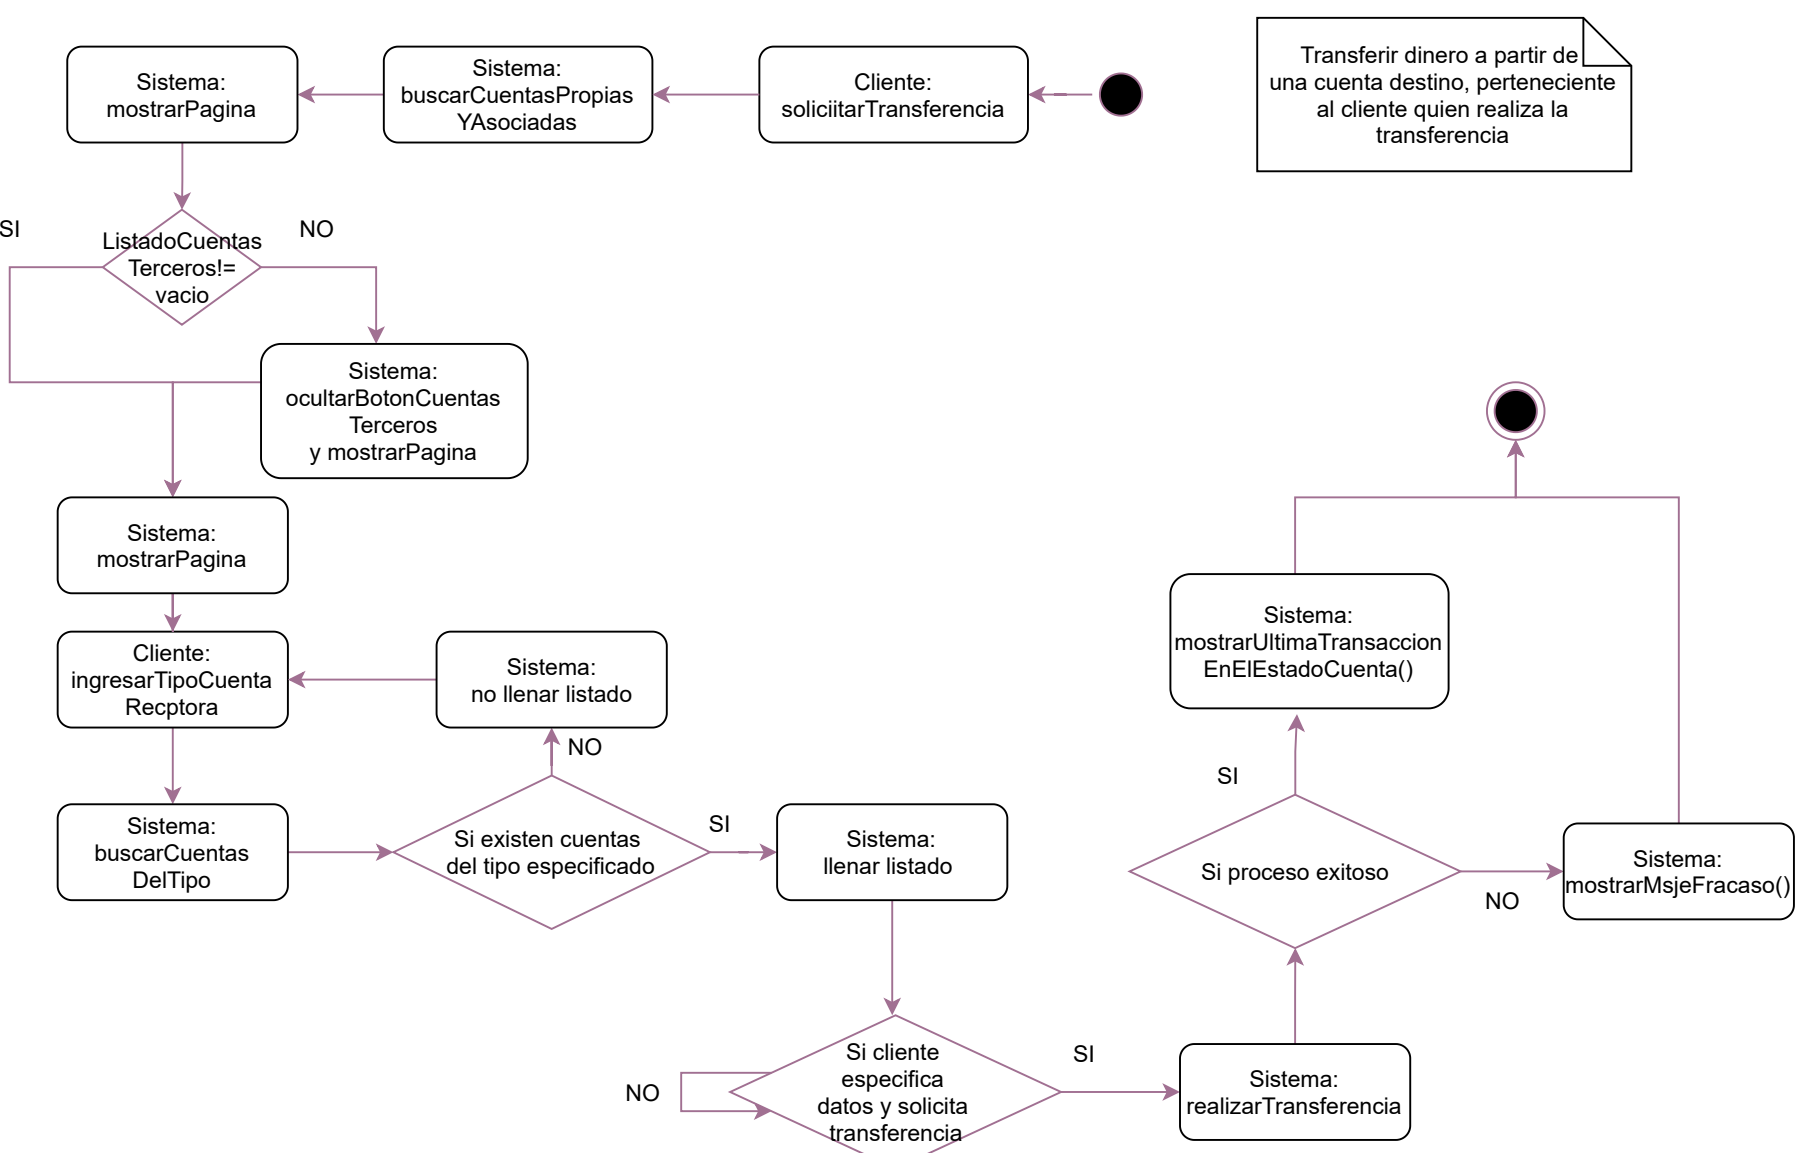 Transferir dinero a partir de
una cuenta destino, perteneciente
al cliente quien realiza la
transferencia
Cliente:
soliciitarTransferencia
Sistema:
buscarCuentasPropias
YAsociadas
Sistema:
mostrarPagina
SI
ListadoCuentas
Terceros!=
vacio
NO
Sistema:
ocultarBotonCuentas
Terceros
y mostrarPagina
Sistema:
mostrarPagina
Cliente:
ingresarTipoCuenta
Recptora
Sistema:
no llenar listado
NO
Sistema:
buscarCuentas
DelTipo
Si existen cuentas
del tipo especificado
SI
Sistema:
llenar listado
Si cliente
especifica
datos y solicita
transferencia
NO
SI
Sistema:
realizarTransferencia
Si proceso exitoso
SI
NO
Sistema:
mostrarUltimaTransaccion
EnElEstadoCuenta()
Sistema:
mostrarMsjeFracaso()